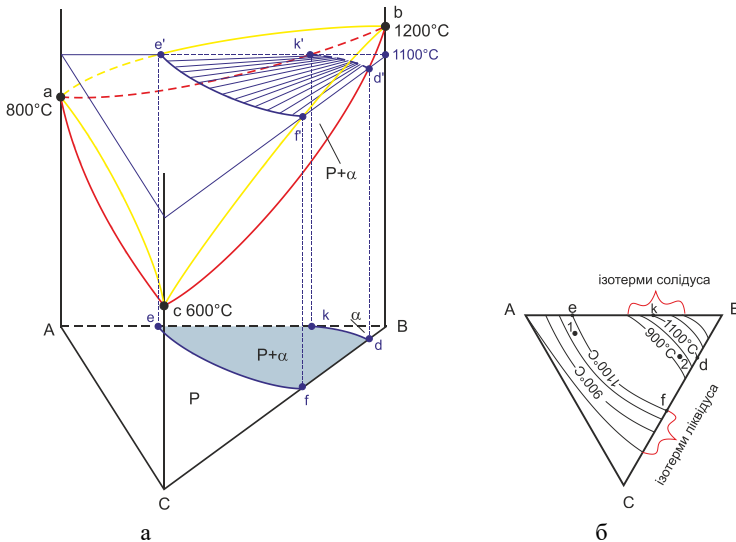 b
1200°C
e'
k'
1100°C
d'
a
800°C
f'
P+α
c 600°C
A
e
k
α
B
d
P+α
P
f
C
а
ізотерми солідуса
A
e
k
B
1
1100°C
900°C
2
d
1100°C
900°C
f
ізотерми ліквідуса
C
б